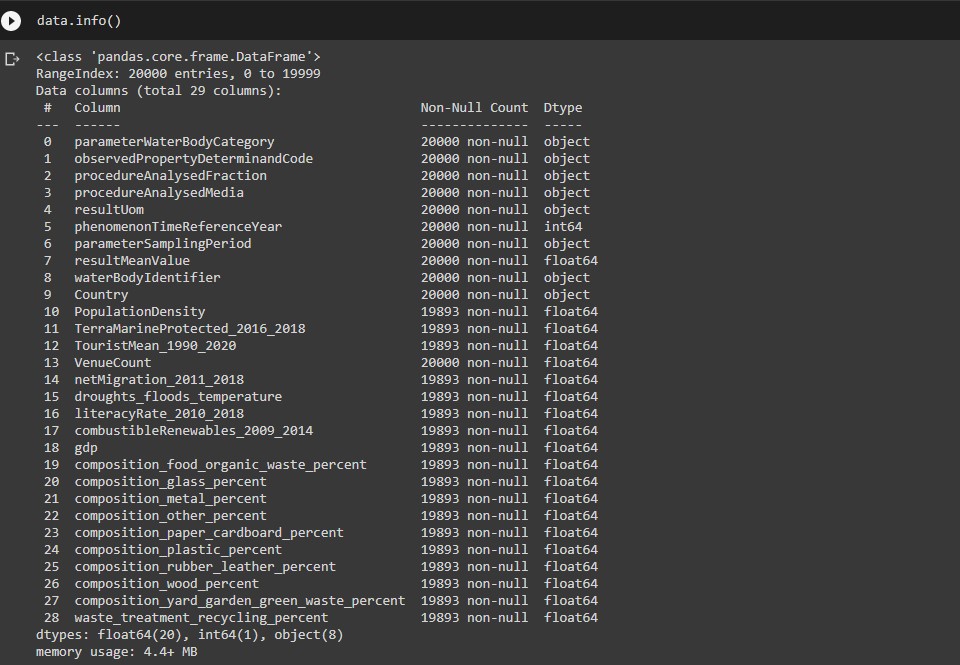 data.info()
<class 'pandas.core.frame.DataFrame'>
RangeIndex: 20000 entries, 0 to 19999
Data columns (total 29 columns):
 #   Column                                     Non-Null Count  Dtype
---  ------                                     --------------  -----
 0   parameterWaterBodyCategory                 20000 non-null  object
 1   observedPropertyDeterminandCode            20000 non-null  object
 2   procedureAnalysedFraction                  20000 non-null  object
 3   procedureAnalysedMedia                     20000 non-null  object
 4   resultUom                                  20000 non-null  object
 5   phenomenonTimeReferenceYear                20000 non-null  int64
 6   parameterSamplingPeriod                    20000 non-null  object
 7   resultMeanValue                            20000 non-null  float64
 8   waterBodyIdentifier                        20000 non-null  object
 9   Country                                    20000 non-null  object
 10  PopulationDensity                          19893 non-null  float64
 11  TerraMarineProtected_2016_2018             19893 non-null  float64
 12  TouristMean_1990_2020                      19893 non-null  float64
 13  VenueCount                                 20000 non-null  float64
 14  netMigration_2011_2018                     19893 non-null  float64
 15  droughts_floods_temperature                19893 non-null  float64
 16  literacyRate_2010_2018                     19893 non-null  float64
 17  combustibleRenewables_2009_2014            19893 non-null  float64
 18  gdp                                        19893 non-null  float64
 19  composition_food_organic_waste_percent     19893 non-null  float64
 20  composition_glass_percent                  19893 non-null  float64
 21  composition_metal_percent                  19893 non-null  float64
 22  composition_other_percent                  19893 non-null  float64
 23  composition_paper_cardboard_percent        19893 non-null  float64
 24  composition_plastic_percent                19893 non-null  float64
 25  composition_rubber_leather_percent         19893 non-null  float64
 26  composition_wood_percent                   19893 non-null  float64
 27  composition_yard_garden_green_waste_percent  19893 non-null  float64
 28  waste_treatment_recycling_percent          19893 non-null  float64
dtypes: float64(20), int64(1), object(8)
memory usage: 4.4+ MB